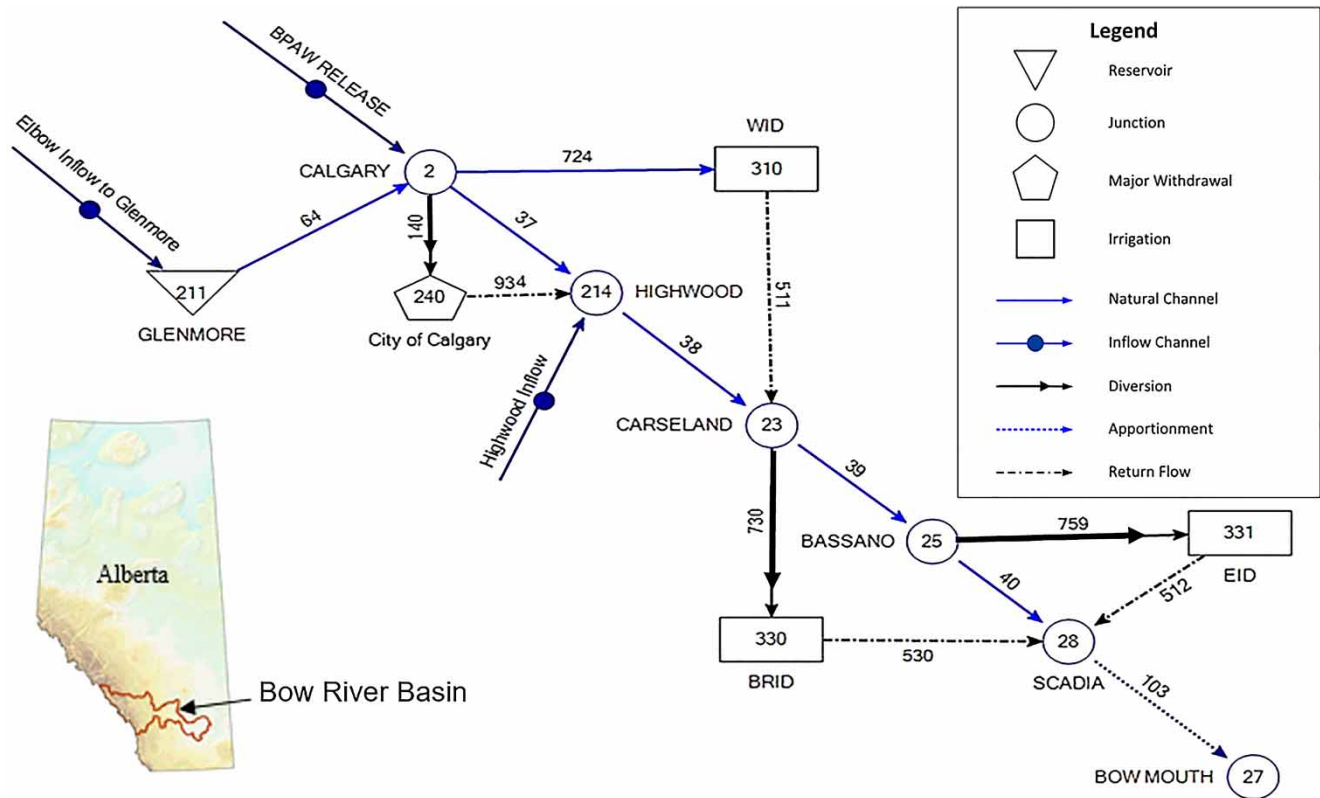 BPAW RELEASE
Elbow Inflow to Glenmore
CALGARY
2
724
WID
310
64
140
37
211
GLENMORE
240
City of Calgary
934
214
HIGHWOOD
511
Highwood Inflow
38
CARSELAND
23
39
730
BASSANO
25
759
331
EID
40
512
330
BRID
530
28
SCADIA
103
BOW MOUTH
27
Legend
Reservoir
Junction
Major Withdrawal
Irrigation
Natural Channel
Inflow Channel
Diversion
Apportionment
Return Flow
Alberta
Bow River Basin